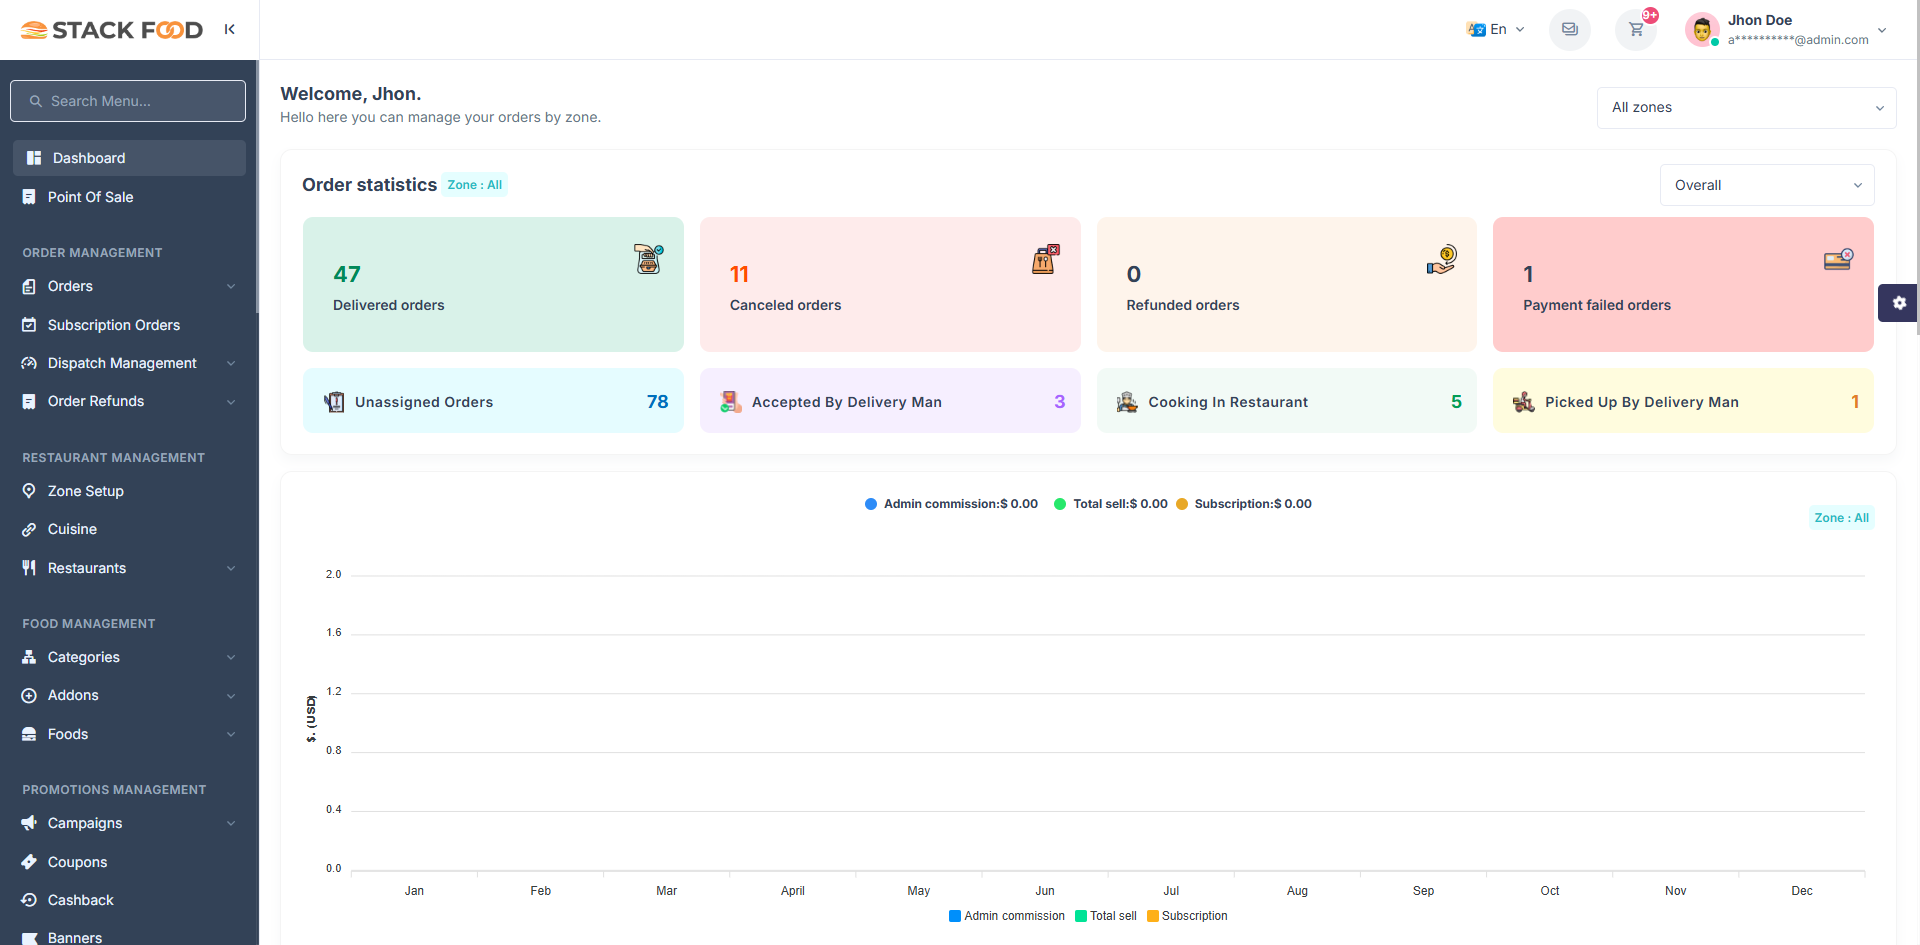 STACK FOOD
En
9+
Jhon Doe
a**********@admin.com
Search Menu...
Dashboard
Point Of Sale
ORDER MANAGEMENT
Orders
Subscription Orders
Dispatch Management
Order Refunds
RESTAURANT MANAGEMENT
Zone Setup
Cuisine
Restaurants
FOOD MANAGEMENT
Categories
Addons
Foods
PROMOTIONS MANAGEMENT
Campaigns
Coupons
Cashback
Banners
Welcome, Jhon.
Hello here you can manage your orders by zone.
All zones
Order statistics Zone : All
Overall
47
Delivered orders
11
Canceled orders
0
Refunded orders
1
Payment failed orders
Unassigned Orders 78
Accepted By Delivery Man 3
Cooking In Restaurant 5
Picked Up By Delivery Man 1
Admin commission:$ 0.00 Total sell:$ 0.00 Subscription:$ 0.00
Zone : All
$. (USD)
2.0
1.6
1.2
0.8
0.4
0.0
Jan Feb Mar April May Jun Jul Aug Sep Oct Nov Dec
Admin commission Total sell Subscription